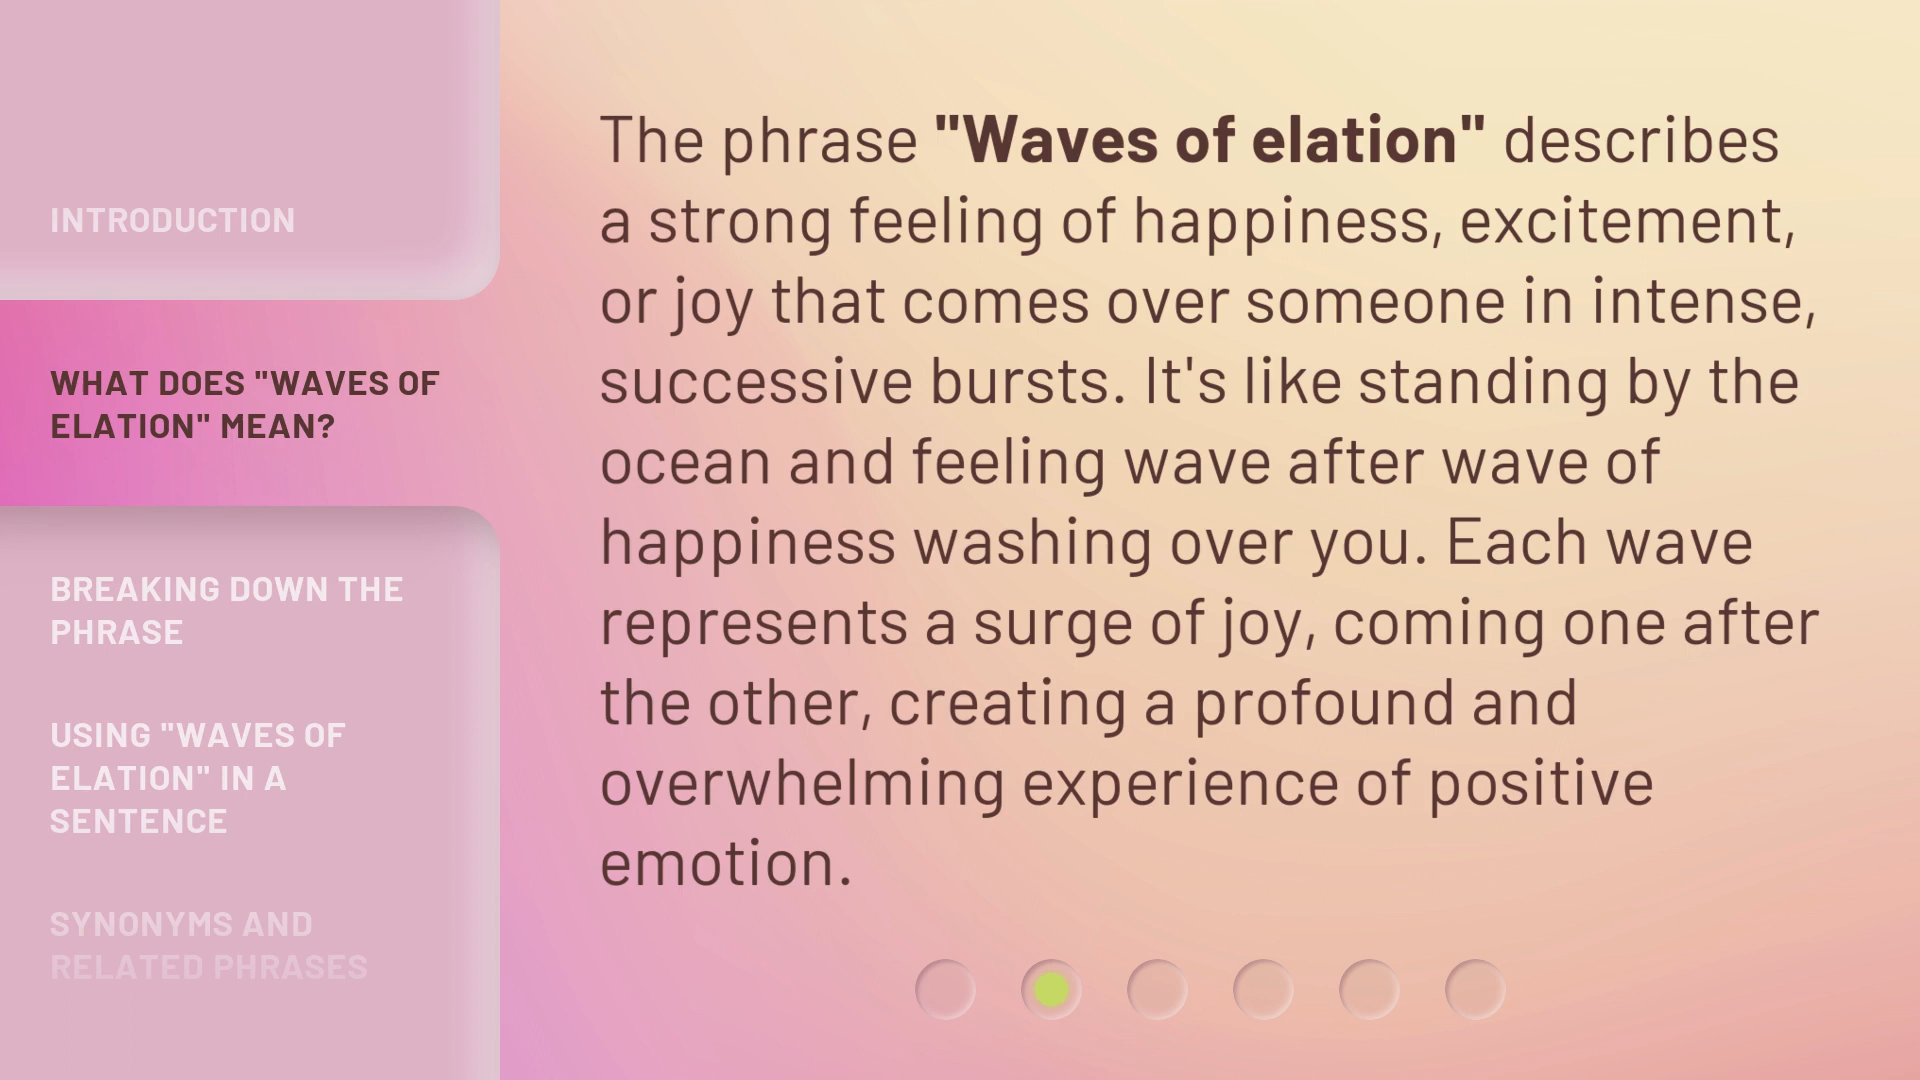 INTRODUCTION
WHAT DOES "WAVES OF
ELATION" MEAN?
BREAKING DOWN THE
PHRASE
USING "WAVES OF
ELATION" IN A
SENTENCE
SYNONYMS AND
RELATED PHRASES
The phrase "Waves of elation" describes
a strong feeling of happiness, excitement,
or joy that comes over someone in intense,
successive bursts. It's like standing by the
ocean and feeling wave after wave of
happiness washing over you. Each wave
represents a surge of joy, coming one after
the other, creating a profound and
overwhelming experience of positive
emotion.